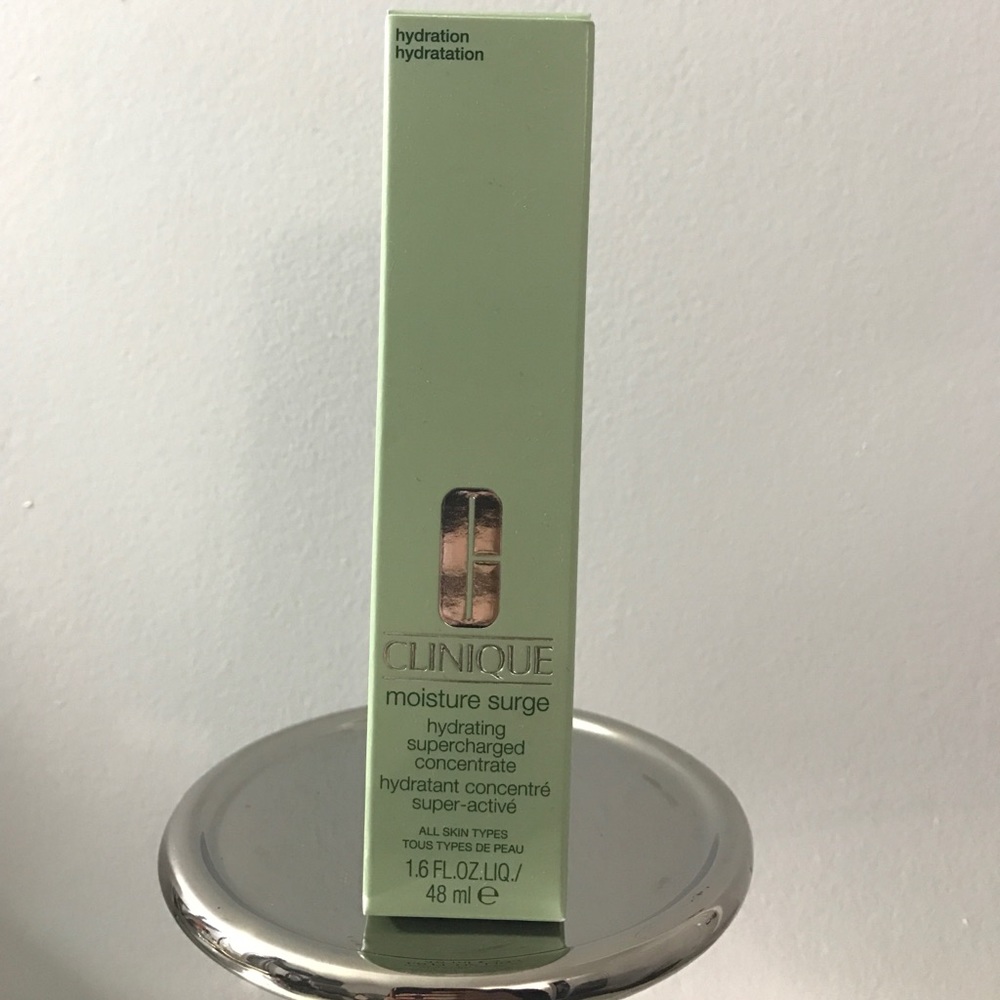 hydration
hydratation
CLINIQUE
moisture surge
hydrating
supercharged
concentrate
hydratant concentré
super-activé
ALL SKIN TYPES
TOUS TYPES DE PEAU
1.6 FL.OZ.LIQ./
48 ml ℮